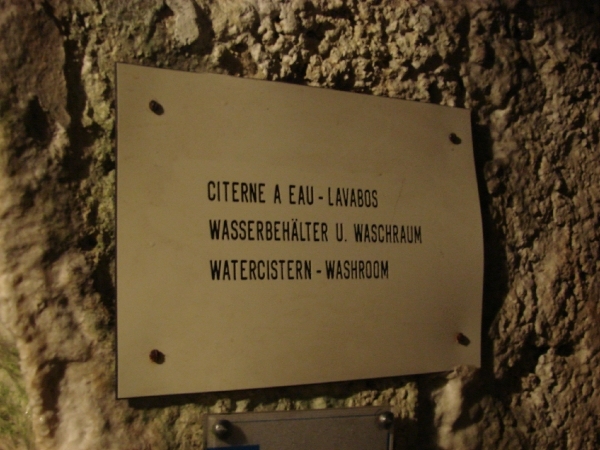 CITERNE A EAU - LAVABOS
WASSERBEHÄLTER U. WASCHRAUM
WATERCISTERN - WASHROOM